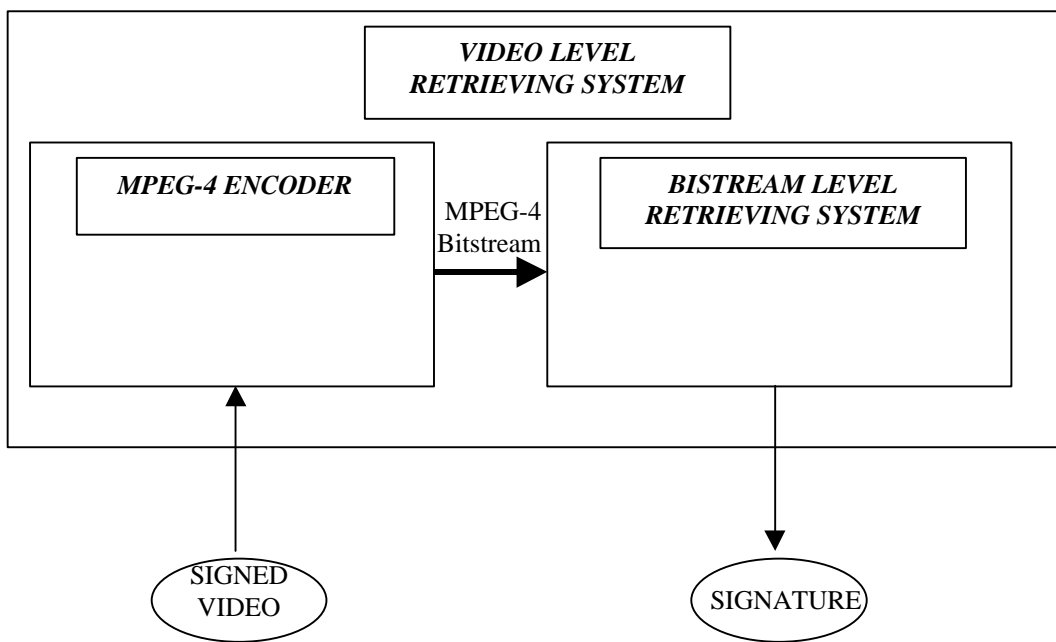 VIDEO LEVEL
RETRIEVING SYSTEM
MPEG-4 ENCODER
MPEG-4
Bitstream
BISTREAM LEVEL
RETRIEVING SYSTEM
SIGNED
VIDEO
SIGNATURE